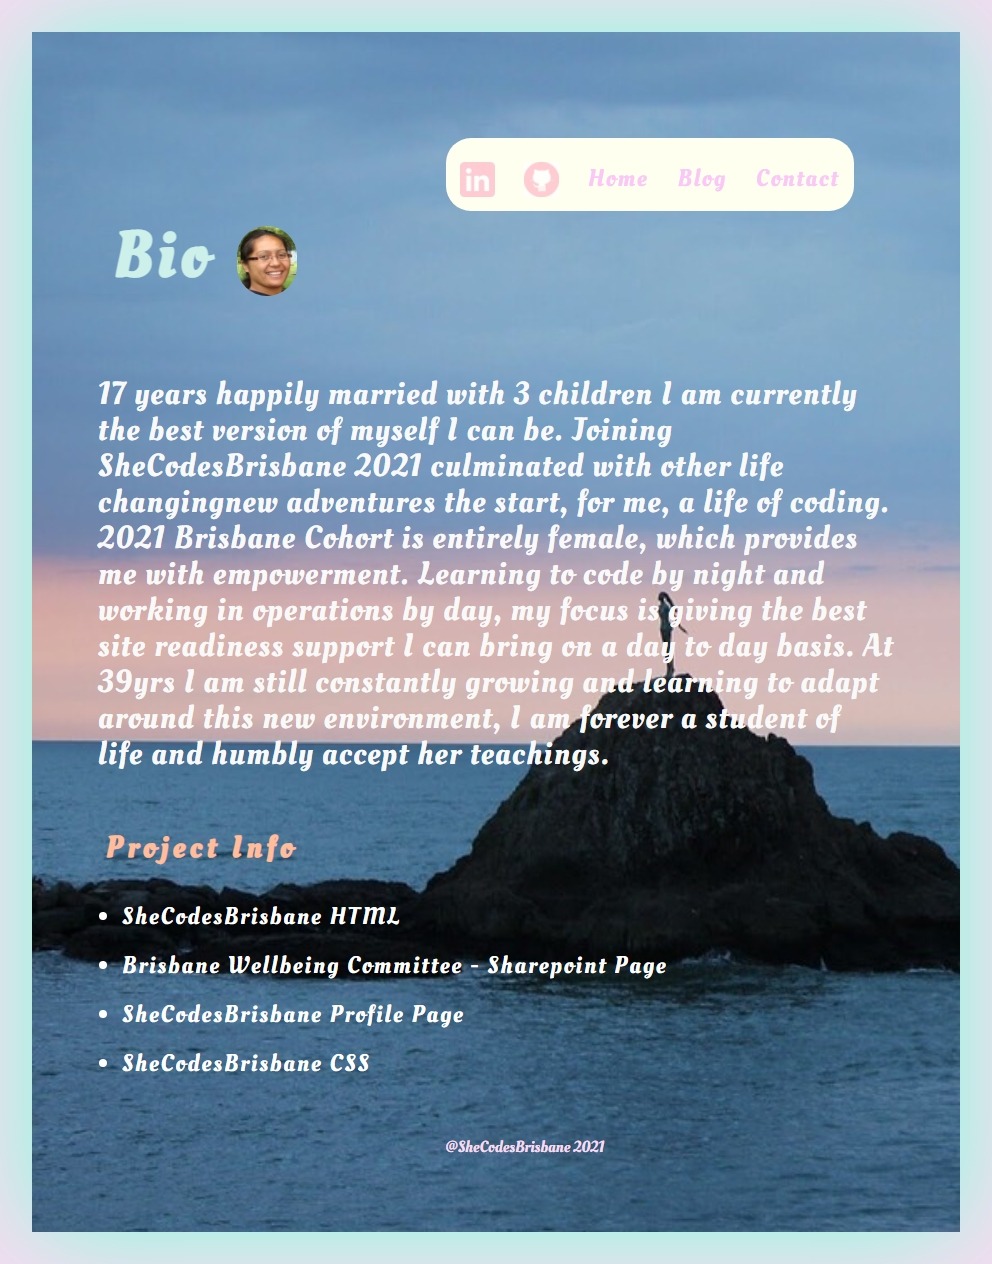 in
Home Blog Contact
Bio
17 years happily married with 3 children I am currently
the best version of myself I can be. Joining
SheCodesBrisbane 2021 culminated with other life
changingnew adventures the start, for me, a life of coding.
2021 Brisbane Cohort is entirely female, which provides
me with empowerment. Learning to code by night and
working in operations by day, my focus is giving the best
site readiness support I can bring on a day to day basis. At
39yrs I am still constantly growing and learning to adapt
around this new environment, I am forever a student of
life and humbly accept her teachings.
Project Info
• SheCodesBrisbane HTML
• Brisbane Wellbeing Committee - Sharepoint Page
• SheCodesBrisbane Profile Page
• SheCodesBrisbane CSS
@SheCodesBrisbane 2021